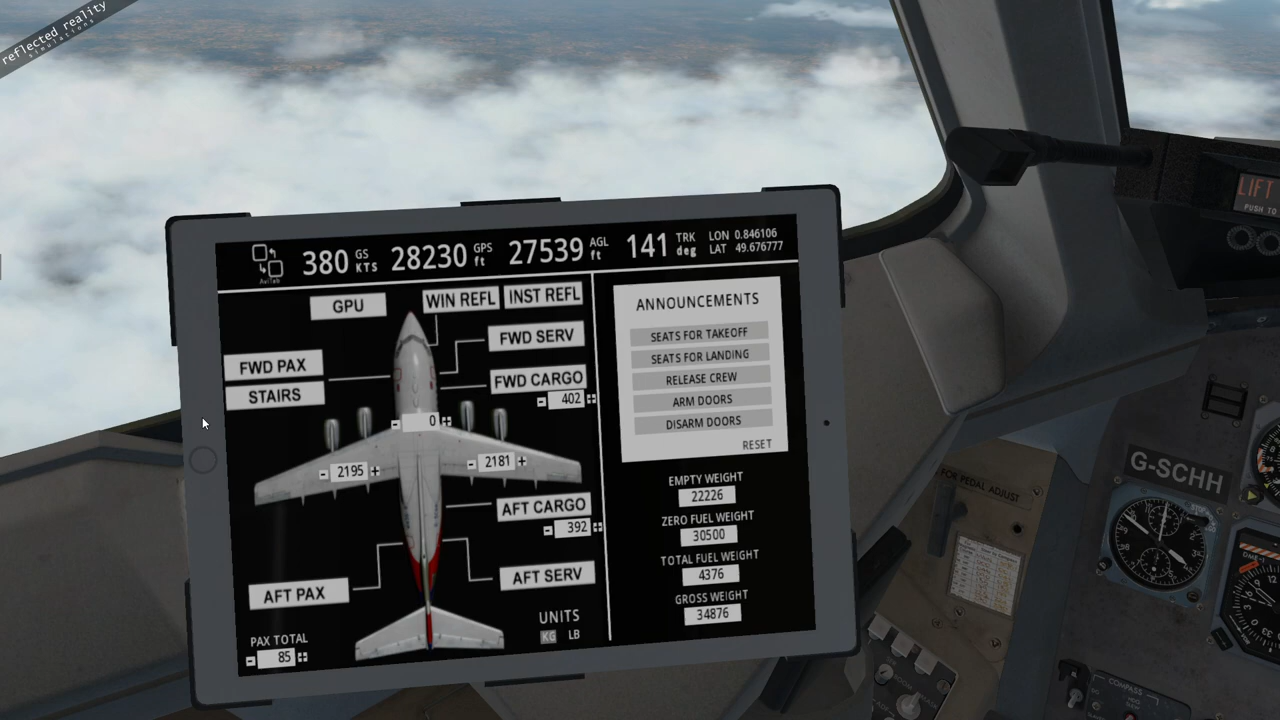 reflected reality
simulations
380 GS KTS 28230 GPS ft 27539 AGL ft 141 TRK deg LON 0.846106
LAT 49.676777
AviTab
GPU WIN REFL INST REFL
FWD SERV
FWD PAX
STAIRS
FWD CARGO
- 402 +
- 0 +
- 2195 + - 2181 +
AFT CARGO
- 392 +
AFT PAX
AFT SERV
PAX TOTAL
- 85 +
UNITS
KG LB
ANNOUNCEMENTS
SEATS FOR TAKEOFF
SEATS FOR LANDING
RELEASE CREW
ARM DOORS
DISARM DOORS
RESET
EMPTY WEIGHT
22226
ZERO FUEL WEIGHT
30500
TOTAL FUEL WEIGHT
4376
GROSS WEIGHT
34876
LIFT
PUSH TO
FOR PEDAL ADJUST
G-SCHH
DME-1
COMPASS